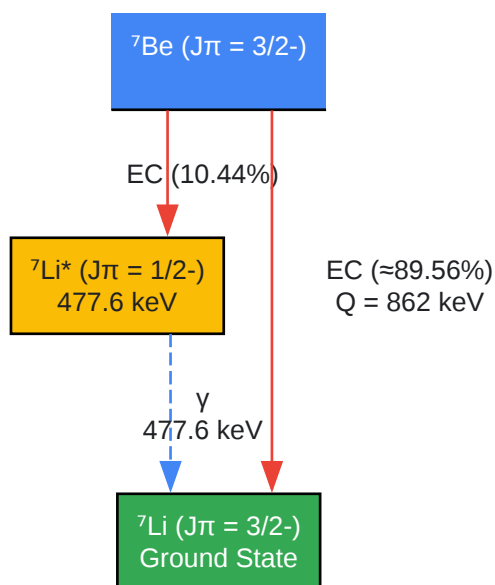 ⁷Be (Jπ = 3/2-)
EC (10.44%)
⁷Li* (Jπ = 1/2-)
477.6 keV
EC (≈89.56%)
Q = 862 keV
γ
477.6 keV
⁷Li (Jπ = 3/2-)
Ground State